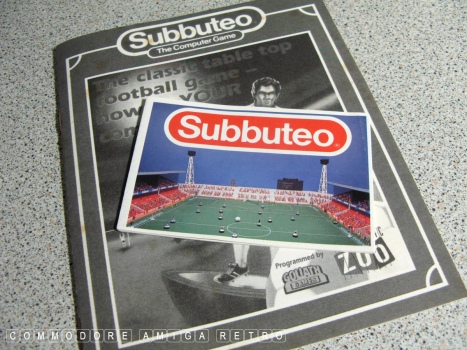 Subbuteo
The Computer Game
The classic table top
football game –
now YOUR
Subbuteo
Programmed by
GOLIATH
GAMES
ZOO
COMMODORE AMIGA RETRO